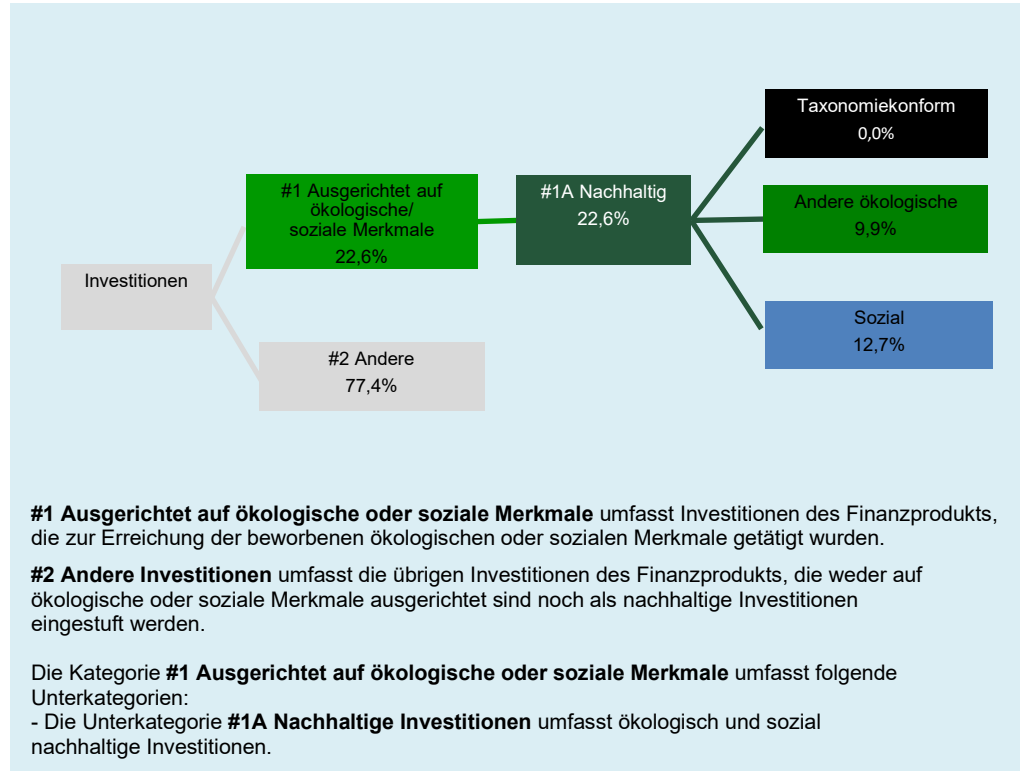 Taxonomiekonform
0,0%
#1 Ausgerichtet auf
ökologische/
soziale Merkmale
22,6%
#1A Nachhaltig
22,6%
Andere ökologische
9,9%
Investitionen
Sozial
12,7%
#2 Andere
77,4%
#1 Ausgerichtet auf ökologische oder soziale Merkmale umfasst Investitionen des Finanzprodukts,
die zur Erreichung der beworbenen ökologischen oder sozialen Merkmale getätigt wurden.
#2 Andere Investitionen umfasst die übrigen Investitionen des Finanzprodukts, die weder auf
ökologische oder soziale Merkmale ausgerichtet sind noch als nachhaltige Investitionen
eingestuft werden.
Die Kategorie #1 Ausgerichtet auf ökologische oder soziale Merkmale umfasst folgende
Unterkategorien:
- Die Unterkategorie #1A Nachhaltige Investitionen umfasst ökologisch und sozial
nachhaltige Investitionen.